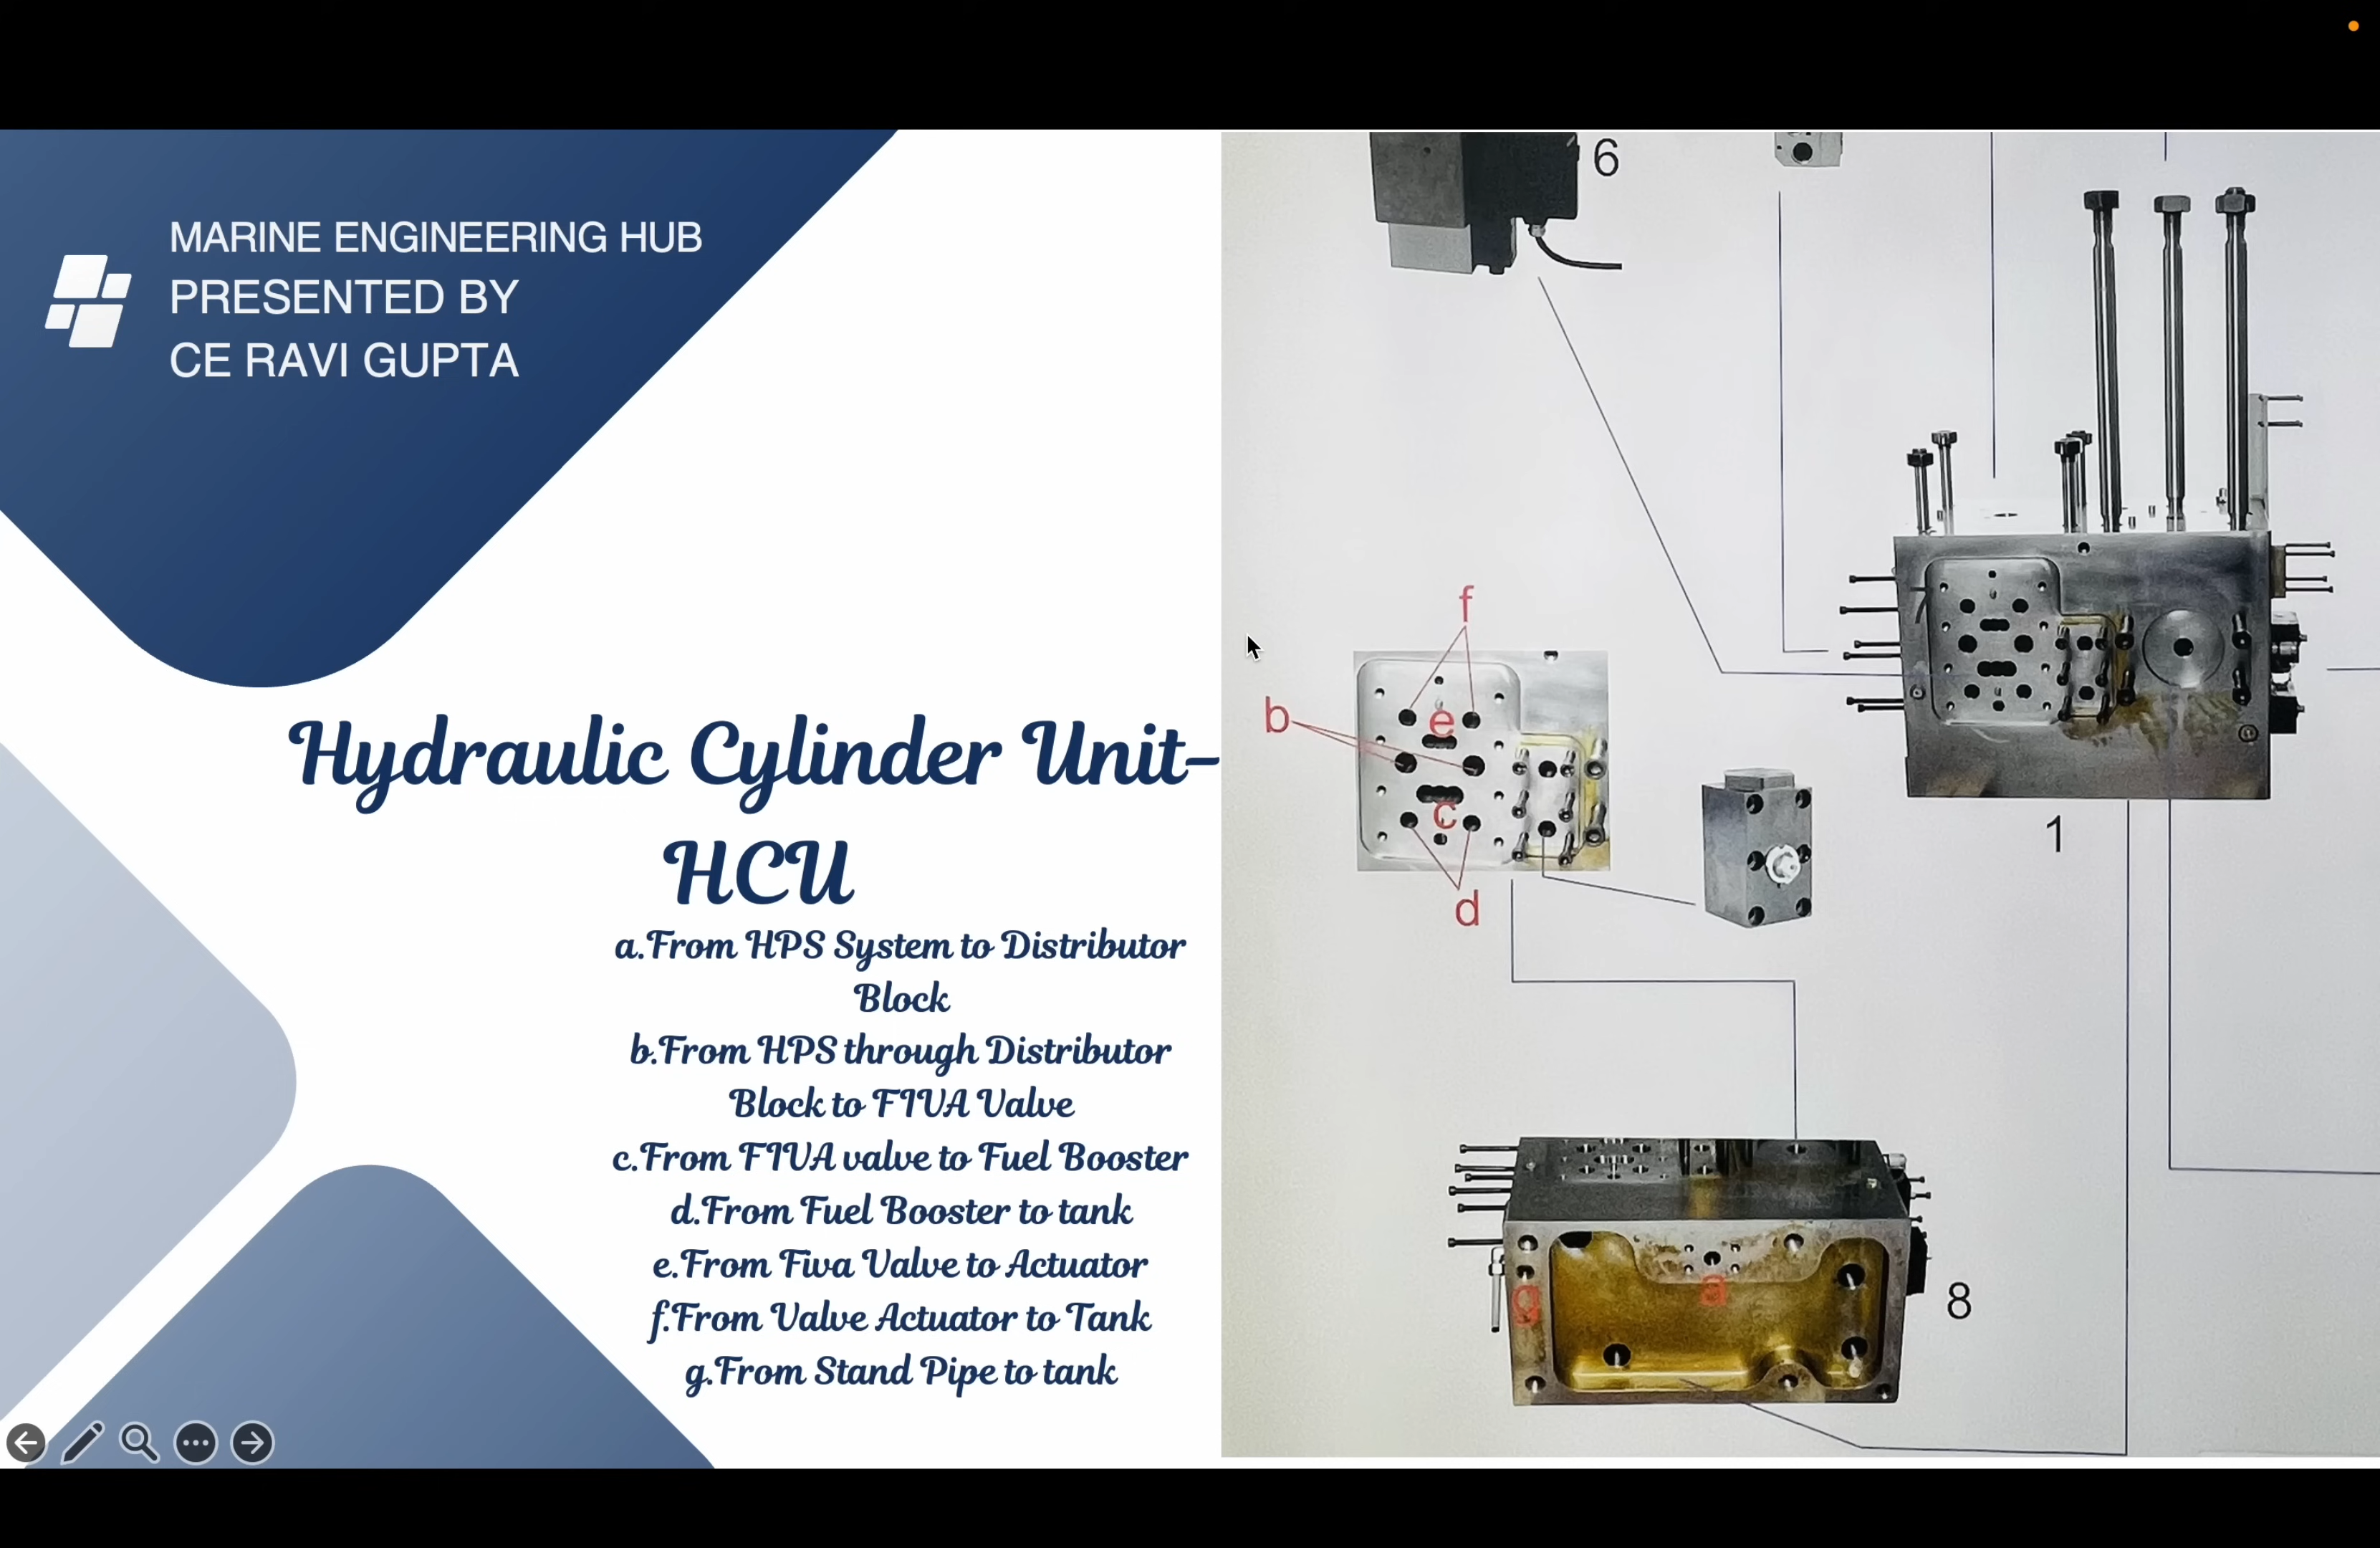 MARINE ENGINEERING HUB
PRESENTED BY
CE RAVI GUPTA
Hydraulic Cylinder Unit-
HCU
a.From HPS System to Distributor
Block
b.From HPS through Distributor
Block to FIVA Valve
c.From FIVA valve to Fuel Booster
d.From Fuel Booster to tank
e.From Fiva Valve to Actuator
f.From Valve Actuator to Tank
g.From Stand Pipe to tank
6
f
b
e
c
d
1
a
g
8